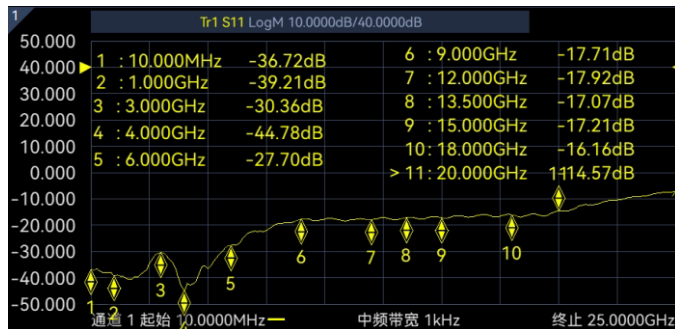 1
Tr1 S11 LogM 10.0000dB/40.0000dB
50.000
40.000
30.000
20.000
10.000
0.000
-10.000
-20.000
-30.000
-40.000
-50.000
1 : 10.000MHz -36.72dB
2 : 1.000GHz -39.21dB
3 : 3.000GHz -30.36dB
4 : 4.000GHz -44.78dB
5 : 6.000GHz -27.70dB
6 : 9.000GHz -17.71dB
7 : 12.000GHz -17.92dB
8 : 13.500GHz -17.07dB
9 : 15.000GHz -17.21dB
10: 18.000GHz -16.16dB
> 11: 20.000GHz -14.57dB
11
1
2
3
5
6
7
8
9
10
通道 1 起始 10.0000MHz
中频带宽 1kHz
终止 25.0000GHz